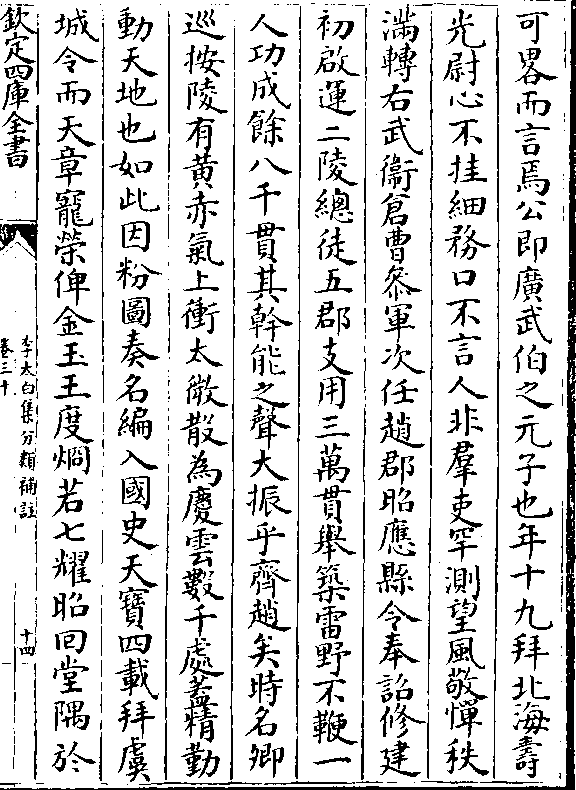 可畧而言焉公即廣武伯之元子也年十九拜北海壽
光尉心不挂細務口不言人非羣吏罕測望風敬憚秩
滿轉右武衞倉曹叅軍次任趙郡昭應縣令奉詔修建
初啟運二陵總徒五郡支用三萬貫舉築雷野不鞭一
人功成餘八千貫其幹能之聲大振乎齊趙矣時名卿
巡按陵有黄赤氣上衝太微散為慶雲數千處蓋精勤
動天地也如此因粉圖奏名編入國史天寶四載拜虞
城令而天章寵榮俾金玉王度爛若七耀昭回堂隅於
欽定四庫全書
李太白集分類補註
卷三十
十四